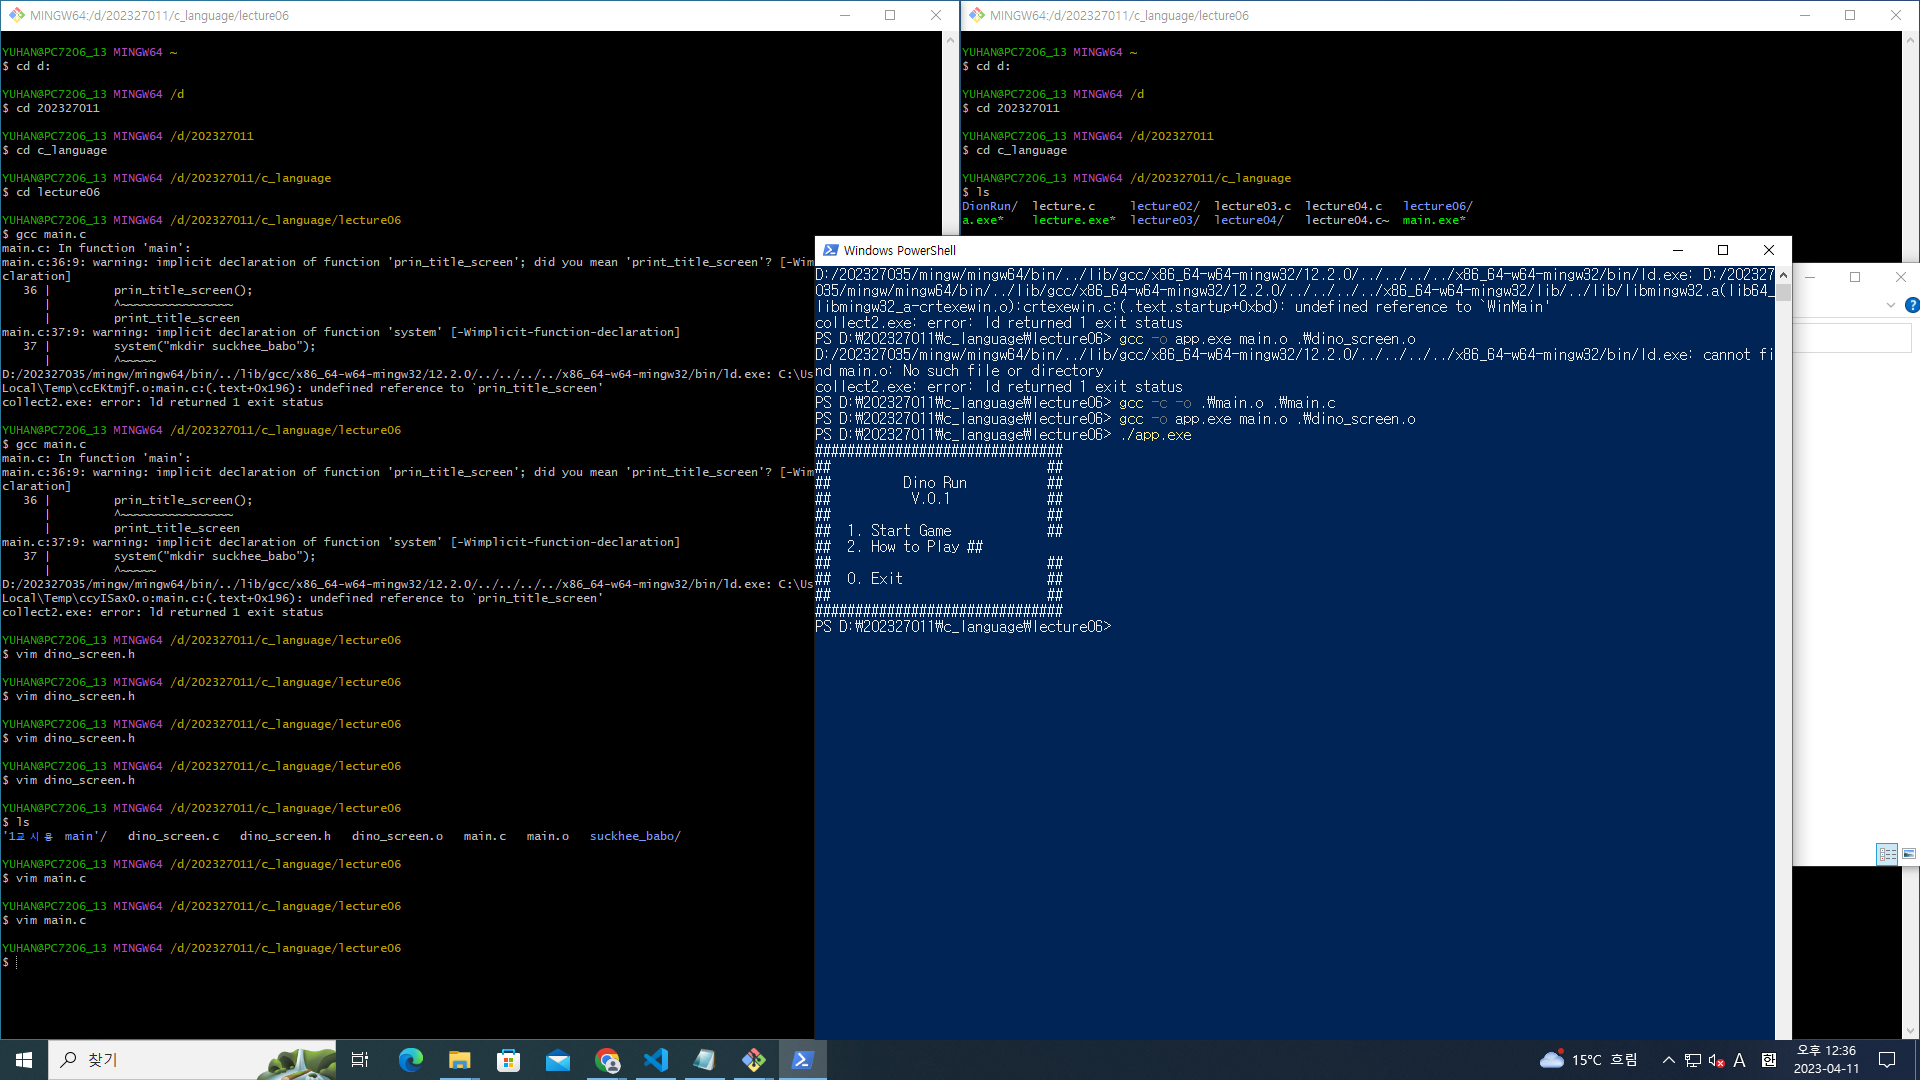 MINGW64:/d/202327011/c_language/lecture06
YUHAN@PC7206_13 MINGW64 ~
$ cd d:
YUHAN@PC7206_13 MINGW64 /d
$ cd 202327011
YUHAN@PC7206_13 MINGW64 /d/202327011
$ cd c_language
YUHAN@PC7206_13 MINGW64 /d/202327011/c_language
$ cd lecture06
YUHAN@PC7206_13 MINGW64 /d/202327011/c_language/lecture06
$ gcc main.c
main.c: In function 'main':
main.c:36:9: warning: implicit declaration of function 'prin_title_screen'; did you mean 'print_title_screen'? [-Wim
claration]
36 |         prin_title_screen();
|         ^~~~~~~~~~~~~~~~~
|         print_title_screen
main.c:37:9: warning: implicit declaration of function 'system' [-Wimplicit-function-declaration]
37 |         system("mkdir suckhee_babo");
|         ^~~~~~
D:/202327035/mingw/mingw64/bin/../lib/gcc/x86_64-w64-mingw32/12.2.0/../../../../x86_64-w64-mingw32/bin/ld.exe: C:\Us
Local\Temp\ccEKtmjf.o:main.c:(.text+0x196): undefined reference to `prin_title_screen'
collect2.exe: error: ld returned 1 exit status
YUHAN@PC7206_13 MINGW64 /d/202327011/c_language/lecture06
$ gcc main.c
main.c: In function 'main':
main.c:36:9: warning: implicit declaration of function 'prin_title_screen'; did you mean 'print_title_screen'? [-Wim
claration]
36 |         prin_title_screen();
|         ^~~~~~~~~~~~~~~~~
|         print_title_screen
main.c:37:9: warning: implicit declaration of function 'system' [-Wimplicit-function-declaration]
37 |         system("mkdir suckhee_babo");
|         ^~~~~~
D:/202327035/mingw/mingw64/bin/../lib/gcc/x86_64-w64-mingw32/12.2.0/../../../../x86_64-w64-mingw32/bin/ld.exe: C:\Us
Local\Temp\ccyISaxO.o:main.c:(.text+0x196): undefined reference to `prin_title_screen'
collect2.exe: error: ld returned 1 exit status
YUHAN@PC7206_13 MINGW64 /d/202327011/c_language/lecture06
$ vim dino_screen.h
YUHAN@PC7206_13 MINGW64 /d/202327011/c_language/lecture06
$ vim dino_screen.h
YUHAN@PC7206_13 MINGW64 /d/202327011/c_language/lecture06
$ vim dino_screen.h
YUHAN@PC7206_13 MINGW64 /d/202327011/c_language/lecture06
$ vim dino_screen.h
YUHAN@PC7206_13 MINGW64 /d/202327011/c_language/lecture06
$ ls
'1교 시 용  main'/   dino_screen.c   dino_screen.h   dino_screen.o   main.c   main.o   suckhee_babo/
YUHAN@PC7206_13 MINGW64 /d/202327011/c_language/lecture06
$ vim main.c
YUHAN@PC7206_13 MINGW64 /d/202327011/c_language/lecture06
$ vim main.c
YUHAN@PC7206_13 MINGW64 /d/202327011/c_language/lecture06
$
MINGW64:/d/202327011/c_language/lecture06
YUHAN@PC7206_13 MINGW64 ~
$ cd d:
YUHAN@PC7206_13 MINGW64 /d
$ cd 202327011
YUHAN@PC7206_13 MINGW64 /d/202327011
$ cd c_language
YUHAN@PC7206_13 MINGW64 /d/202327011/c_language
$ ls
DionRun/  lecture.c     lecture02/  lecture03.c  lecture04.c   lecture06/
a.exe*    lecture.exe*  lecture03/  lecture04/   lecture04.c~  main.exe*
Windows PowerShell
D:/202327035/mingw/mingw64/bin/../lib/gcc/x86_64-w64-mingw32/12.2.0/../../../../x86_64-w64-mingw32/bin/ld.exe: D:/202327
035/mingw/mingw64/bin/../lib/gcc/x86_64-w64-mingw32/12.2.0/../../../../x86_64-w64-mingw32/lib/../lib/libmingw32.a(lib64_
libmingw32_a-crtexewin.o):crtexewin.c:(.text.startup+0xbd): undefined reference to `WinMain'
collect2.exe: error: ld returned 1 exit status
PS D:₩202327011₩c_language₩lecture06> gcc -o app.exe main.o .₩dino_screen.o
D:/202327035/mingw/mingw64/bin/../lib/gcc/x86_64-w64-mingw32/12.2.0/../../../../x86_64-w64-mingw32/bin/ld.exe: cannot fi
nd main.o: No such file or directory
collect2.exe: error: ld returned 1 exit status
PS D:₩202327011₩c_language₩lecture06> gcc -c -o .₩main.o .₩main.c
PS D:₩202327011₩c_language₩lecture06> gcc -o app.exe main.o .₩dino_screen.o
PS D:₩202327011₩c_language₩lecture06> ./app.exe
###############################
##                           ##
##         Dino Run          ##
##          V.0.1            ##
##                           ##
##  1. Start Game            ##
##  2. How to Play ##
##                           ##
##  0. Exit                  ##
##                           ##
###############################
PS D:₩202327011₩c_language₩lecture06>
찾기
15°C 흐림
A
한
오후 12:36
2023-04-11